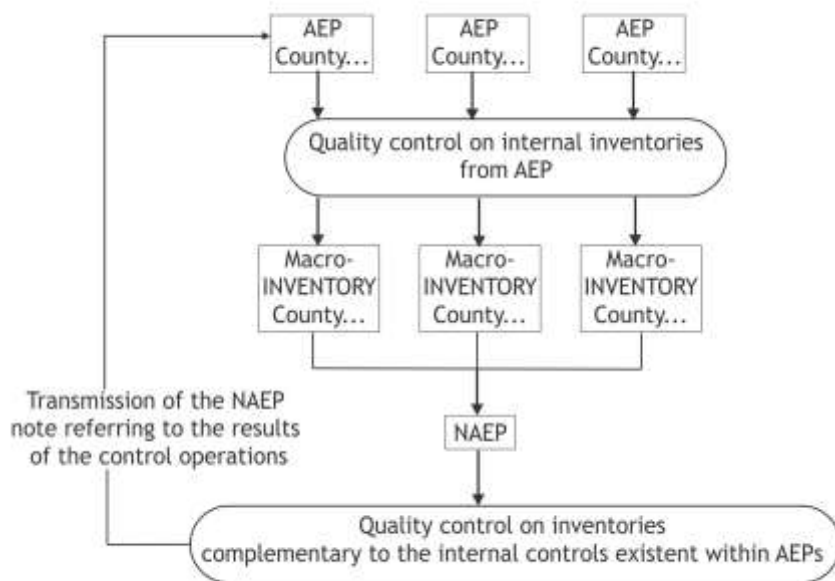 AEP
County...
AEP
County...
AEP
County...
Quality control on internal inventories
from AEP
Macro-
INVENTORY
County...
Macro-
INVENTORY
County...
Macro-
INVENTORY
County...
Transmission of the NAEP
note referring to the results
of the control operations
NAEP
Quality control on inventories
complementary to the internal controls existent within AEPs